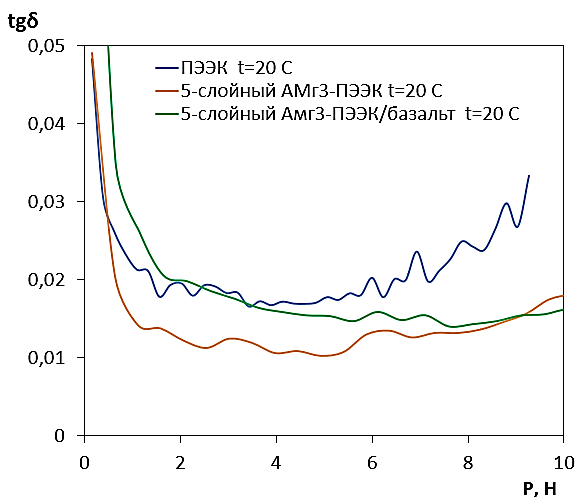 tgδ
0,05
0,04
0,03
0,02
0,01
0
ПЭЭК t=20 С
5-слойный АМг3-ПЭЭК t=20 С
5-слойный Амг3-ПЭЭК/базальт t=20 С
0 2 4 6 8 10
P, Н